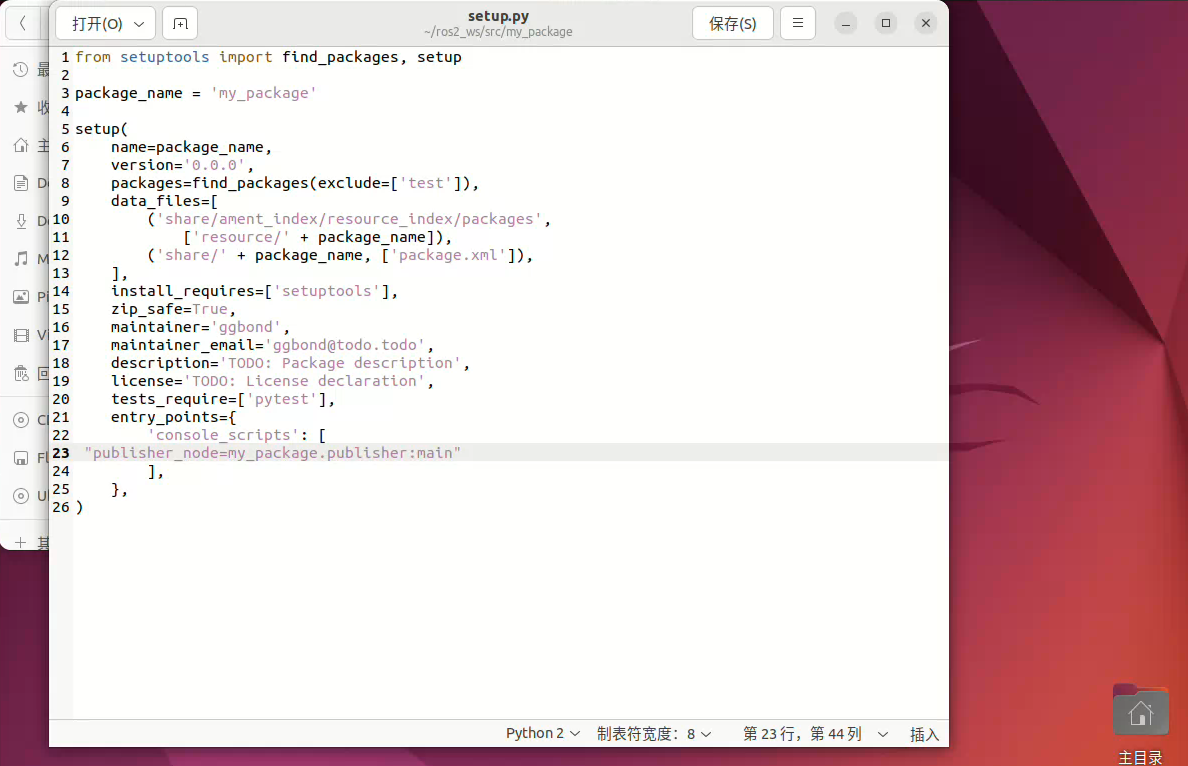 打开(O)
setup.py
~/ros2_ws/src/my_package
保存(S)
1 from setuptools import find_packages, setup
2
3 package_name = 'my_package'
4
5 setup(
6     name=package_name,
7     version='0.0.0',
8     packages=find_packages(exclude=['test']),
9     data_files=[
10         ('share/ament_index/resource_index/packages',
11             ['resource/' + package_name]),
12         ('share/' + package_name, ['package.xml']),
13     ],
14     install_requires=['setuptools'],
15     zip_safe=True,
16     maintainer='ggbond',
17     maintainer_email='ggbond@todo.todo',
18     description='TODO: Package description',
19     license='TODO: License declaration',
20     tests_require=['pytest'],
21     entry_points={
22         'console_scripts': [
23  "publisher_node=my_package.publisher:main"
24         ],
25     },
26 )
Python 2
制表符宽度：8
第 23 行，第 44 列
插入
主目录